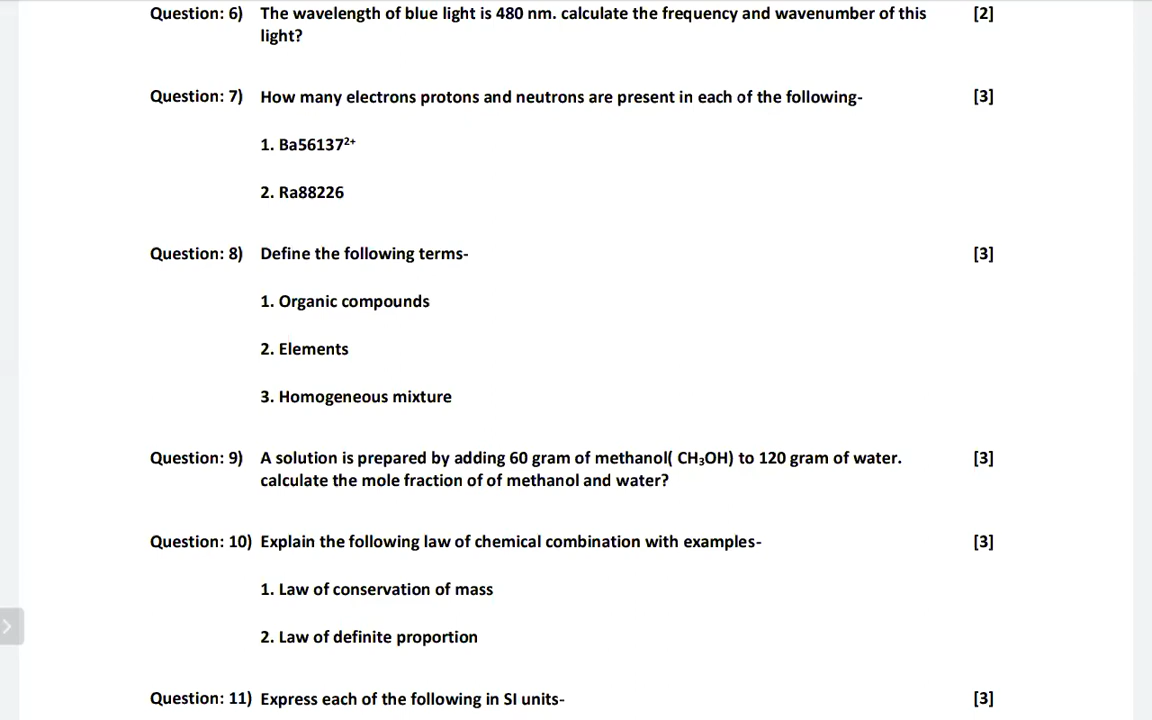 Question: 6) The wavelength of blue light is 480 nm. calculate the frequency and wavenumber of this [2]
light?
Question: 7) How many electrons protons and neutrons are present in each of the following- [3]
1. Ba56137²⁺
2. Ra88226
Question: 8) Define the following terms- [3]
1. Organic compounds
2. Elements
3. Homogeneous mixture
Question: 9) A solution is prepared by adding 60 gram of methanol( CH₃OH) to 120 gram of water. [3]
calculate the mole fraction of of methanol and water?
Question: 10) Explain the following law of chemical combination with examples- [3]
1. Law of conservation of mass
2. Law of definite proportion
Question: 11) Express each of the following in SI units- [3]